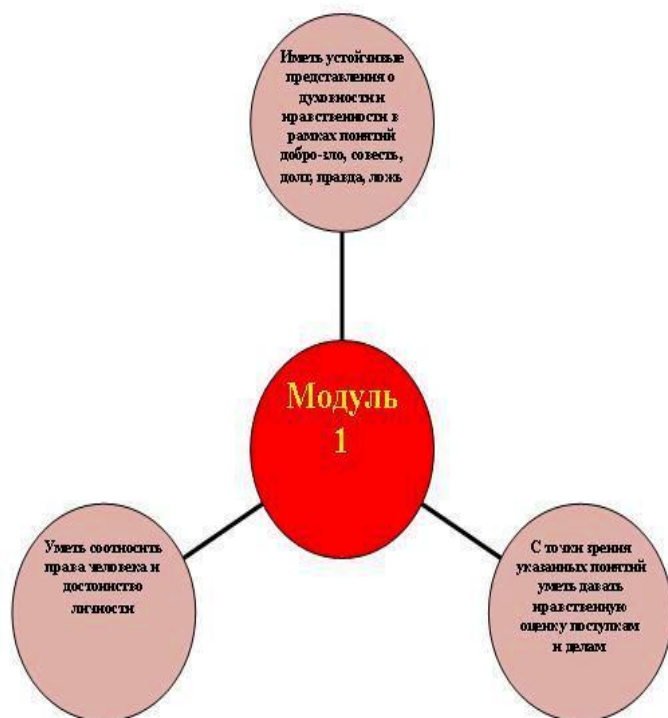 Иметь устойчивые
представления о
духовности и
нравственности в
рамках понятий
добро-зло, совесть,
долг, правда, ложь
Модуль
1
Уметь соотносить
права человека и
достоинство
личности
С точки зрения
указанных понятий
уметь давать
нравственную
оценку поступкам
и делам